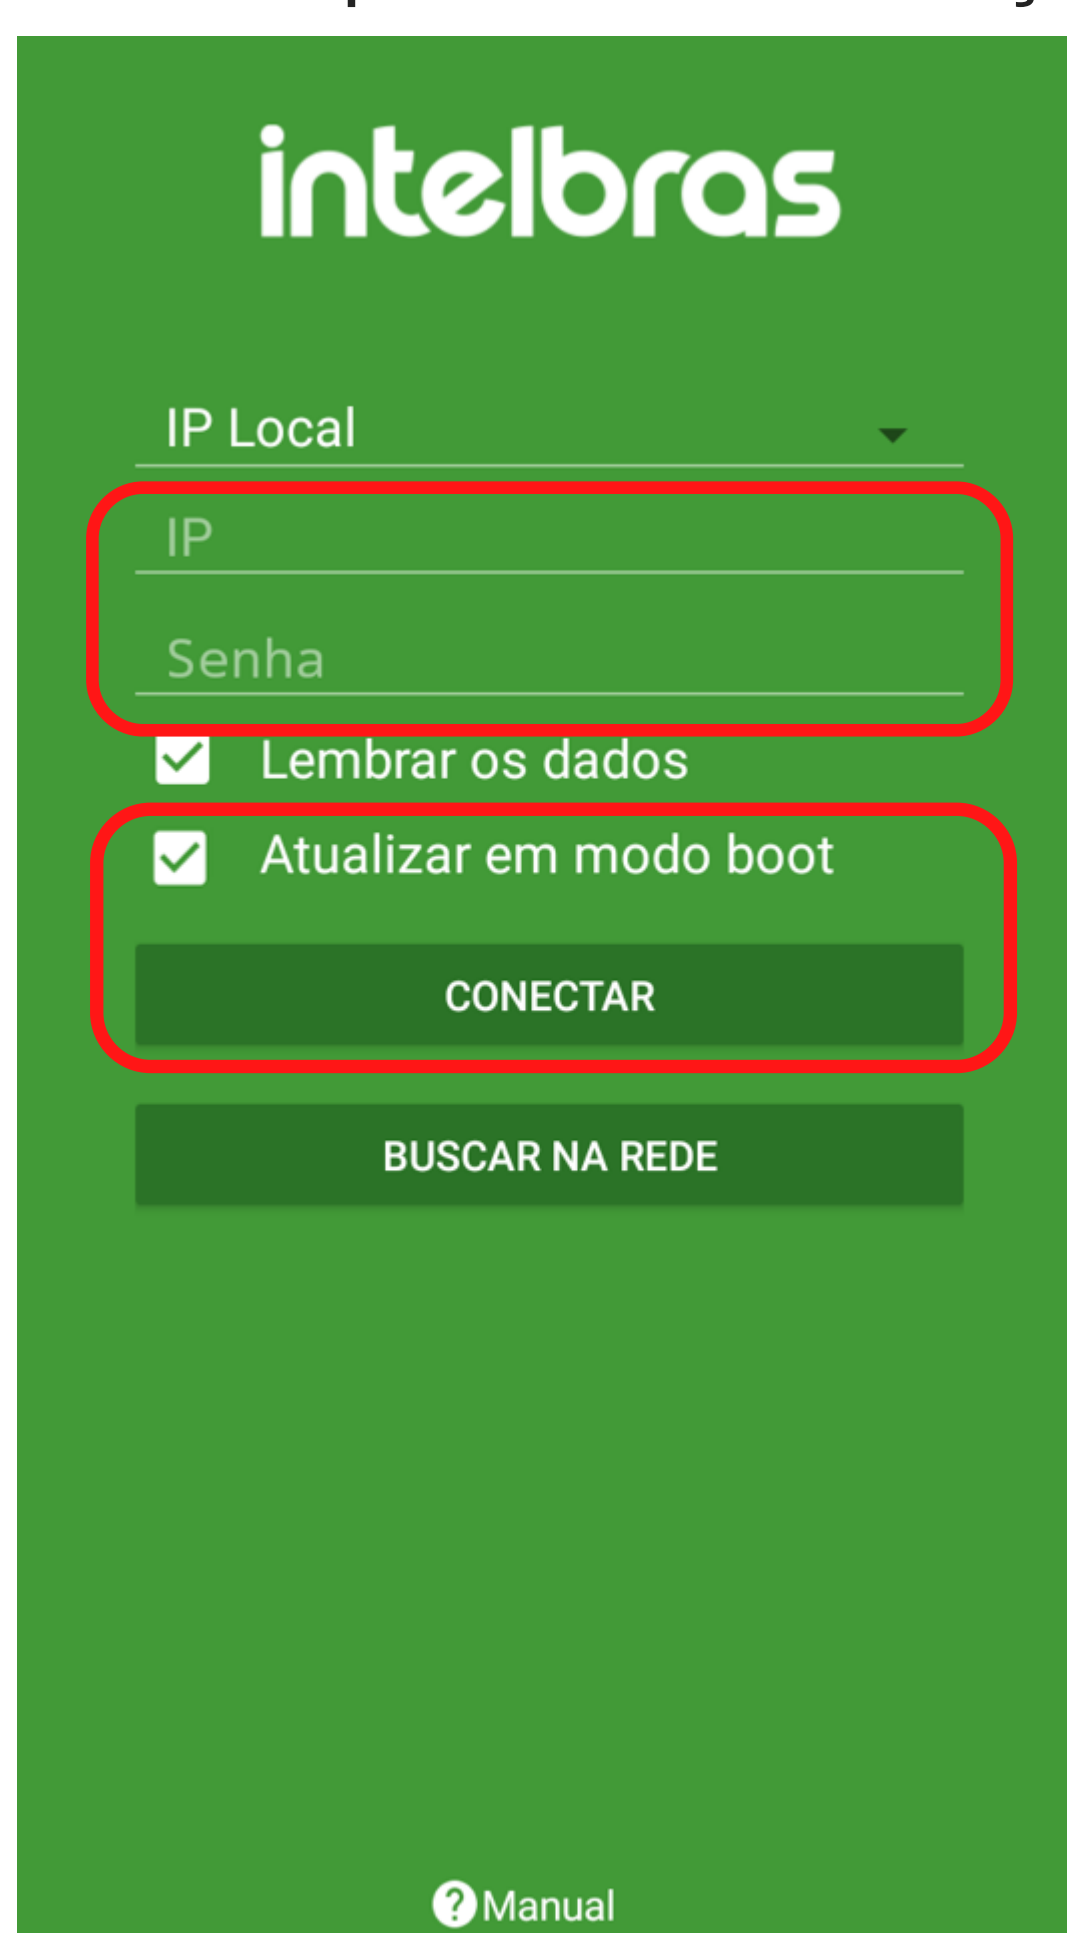 intelbras
IP Local
IP
Senha
Lembrar os dados
Atualizar em modo boot
CONECTAR
BUSCAR NA REDE
?Manual